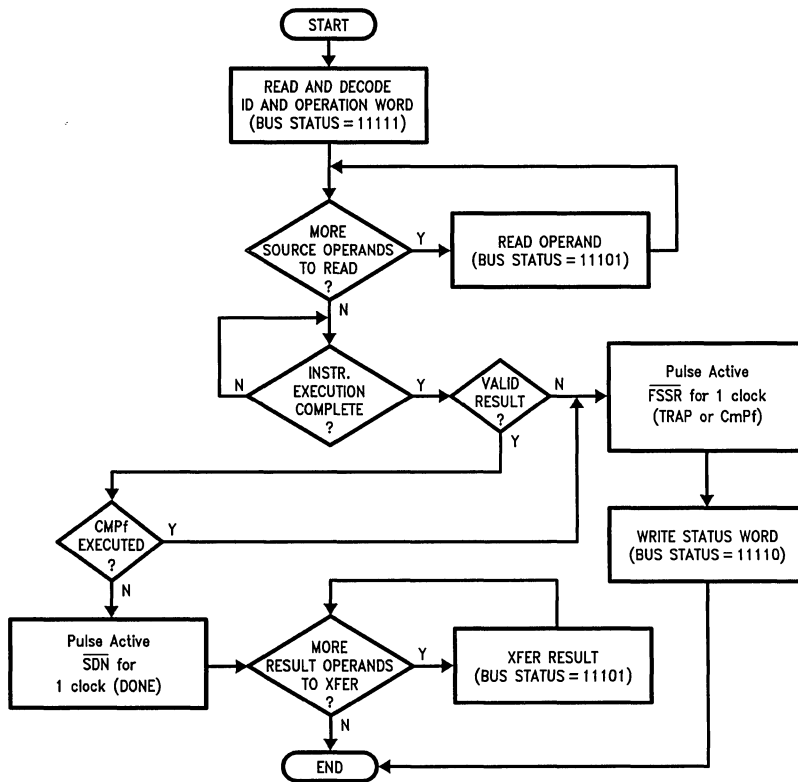 START
READ AND DECODE
ID AND OPERATION WORD
(BUS STATUS = 11111)
MORE
SOURCE OPERANDS
TO READ
?
Y
READ OPERAND
(BUS STATUS = 11101)
N
INSTR.
EXECUTION
COMPLETE
?
N
Y
VALID
RESULT
?
N
Y
Pulse Active
FSSR for 1 clock
(TRAP or CmPf)
CMPf
EXECUTED
?
Y
N
WRITE STATUS WORD
(BUS STATUS = 11110)
Pulse Active
SDN for
1 clock (DONE)
MORE
RESULT OPERANDS
TO XFER
?
Y
XFER RESULT
(BUS STATUS = 11101)
N
END